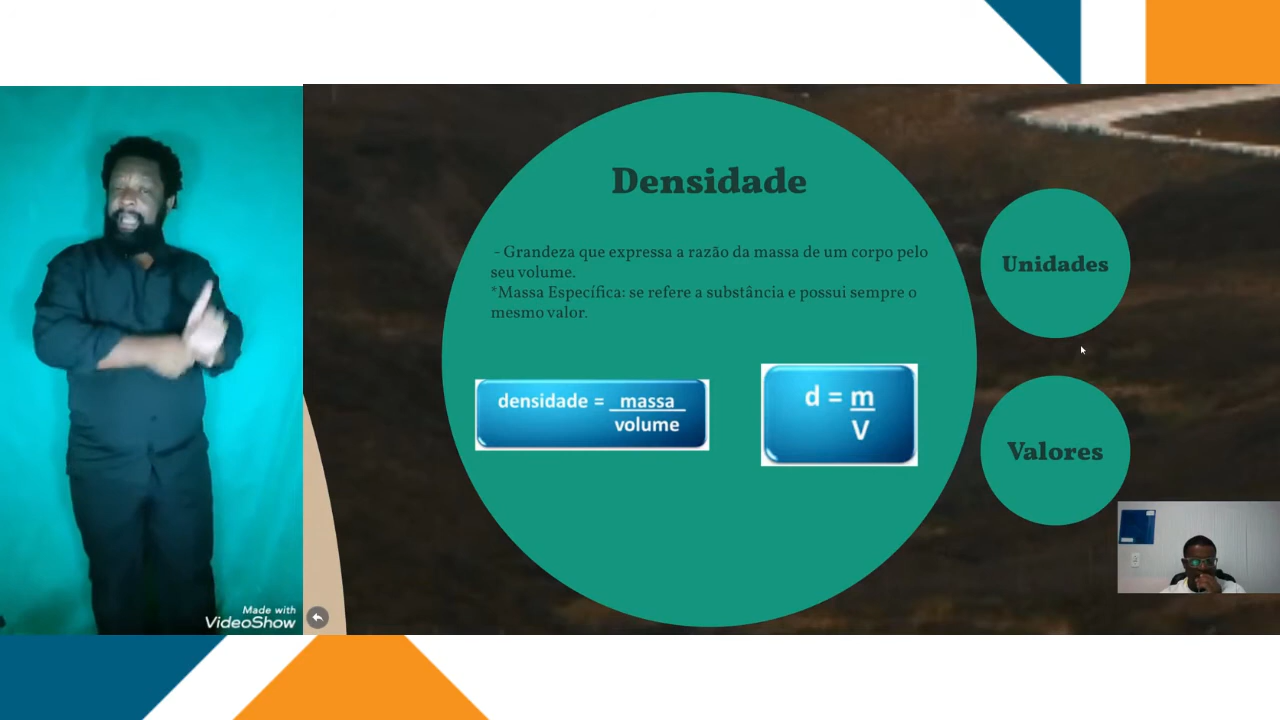 Densidade
- Grandeza que expressa a razão da massa de um corpo pelo
seu volume.
*Massa Específica: se refere a substância e possui sempre o
mesmo valor.
densidade = massa
volume
d = m
V
Unidades
Valores
Made with
VideoShow